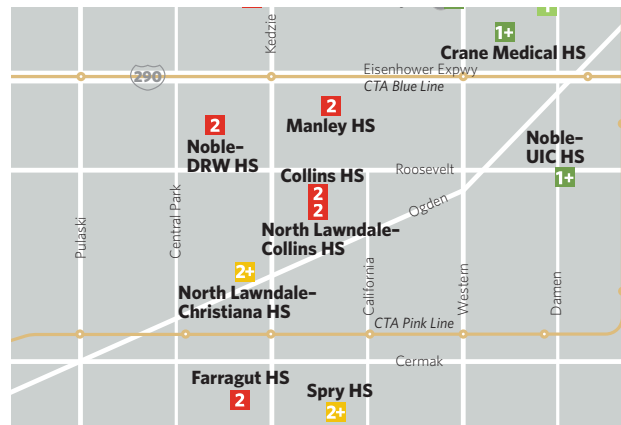 Kedzie
1+
Crane Medical HS
290
Eisenhower Expwy
CTA Blue Line
2
Manley HS
2
Noble–
DRW HS
Noble–
UIC HS
1+
Roosevelt
Collins HS
2
2
North Lawndale–
Collins HS
Ogden
Pulaski
Central Park
California
Western
Damen
2+
North Lawndale–
Christiana HS
CTA Pink Line
Cermak
Farragut HS
2
Spry HS
2+